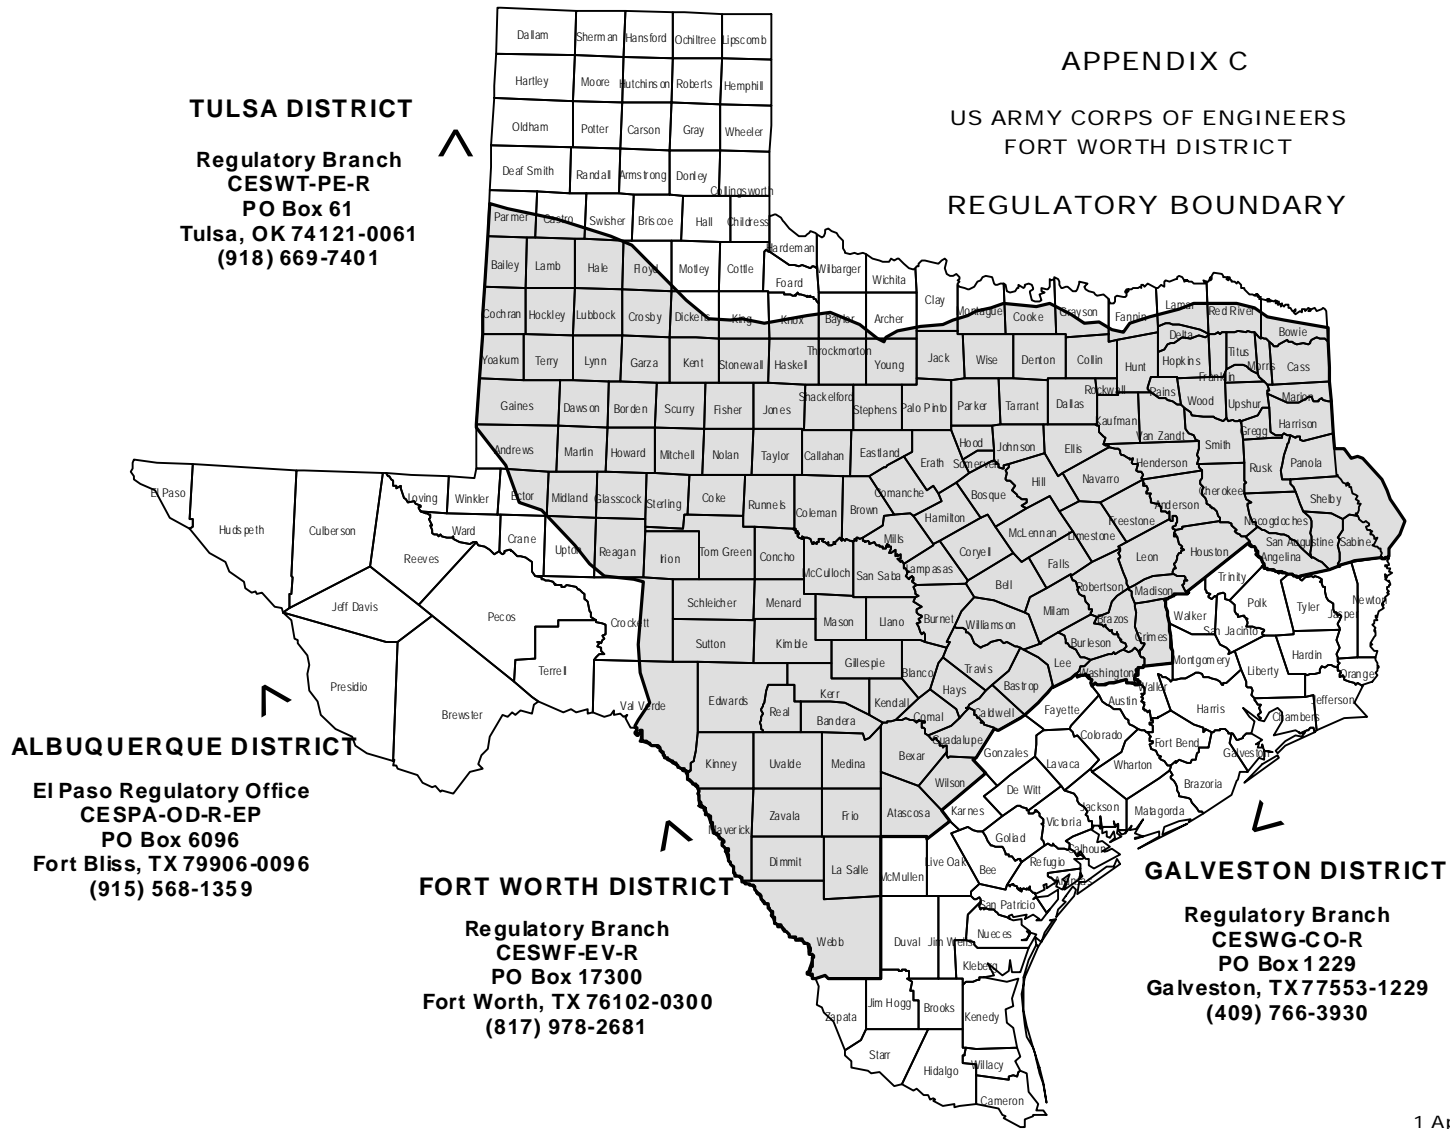 APPENDIX C
US ARMY CORPS OF ENGINEERS
FORT WORTH DISTRICT
REGULATORY BOUNDARY
TULSA DISTRICT
Regulatory Branch
CESWT-PE-R
PO Box 61
Tulsa, OK 74121-0061
(918) 669-7401
Dallam Sherman Hansford Ochiltree Lipscomb
Hartley Moore Hutchinson Roberts Hemphill
Oldham Potter Carson Gray Wheeler
Deaf Smith Randall Armstrong Donley Collingsworth
Parmer Castro Swisher Briscoe Hall Childress
Hardeman
Bailey Lamb Hale Floyd Motley Cottle Foard Wilbarger Wichita Clay
Cochran Hockley Lubbock Crosby Dickens King Knox Baylor Archer Montague Cooke Grayson Fannin Lamar Red River Bowie
Delta
Yoakum Terry Lynn Garza Kent Stonewall Haskell Throckmorton Young Jack Wise Denton Collin Hunt Hopkins Franklin Titus Morris Cass
Gaines Dawson Borden Scurry Fisher Jones Shackelford Stephens Palo Pinto Parker Tarrant Dallas Rockwall Rains Wood Upshur Marion
Kaufman Van Zandt Smith Gregg Harrison
Andrews Martin Howard Mitchell Nolan Taylor Callahan Eastland Erath Hood Somervell Johnson Ellis Henderson Rusk Panola
El Paso Hudspeth Culberson Loving Winkler Ector Midland Glasscock Sterling Coke Runnels Coleman Brown Comanche Bosque Hill Navarro Anderson Cherokee Shelby
Reeves Ward Crane Upton Reagan Irion Tom Green Concho McCulloch San Saba Mills Hamilton Lampasas Coryell McLennan Limestone Freestone Nacogdoches San Augustine Sabine Angelina
Falls Leon Houston
Jeff Davis Pecos Crockett Schleicher Menard Mason Llano Burnet Bell Milam Robertson Madison Trinity Polk Tyler Jasper Newton
Williamson Brazos Grimes Walker San Jacinto
Sutton Kimble Burleson
Presidio Brewster Terrell Val Verde Edwards Real Kerr Gillespie Blanco Travis Lee Washington Montgomery Liberty Hardin Orange
Bandera Kendall Hays Bastrop Caldwell Comal Fayette Austin Waller Harris Chambers Jefferson
Guadalupe Gonzales Colorado Fort Bend Galveston
Kinney Uvalde Medina Bexar Wilson Lavaca Wharton Brazoria
Maverick Zavala Frio Atascosa Karnes De Witt Victoria Jackson Matagorda
Goliad Calhoun
Dimmit La Salle McMullen Live Oak Bee Refugio
San Patricio
Webb Duval Jim Wells Nueces
Kleberg
Zapata Jim Hogg Brooks Kenedy
Starr Hidalgo Willacy
Cameron
ALBUQUERQUE DISTRICT
El Paso Regulatory Office
CESPA-OD-R-EP
PO Box 6096
Fort Bliss, TX 79906-0096
(915) 568-1359
FORT WORTH DISTRICT
Regulatory Branch
CESWF-EV-R
PO Box 17300
Fort Worth, TX 76102-0300
(817) 978-2681
GALVESTON DISTRICT
Regulatory Branch
CESWG-CO-R
PO Box 1229
Galveston, TX 77553-1229
(409) 766-3930
1 Ap